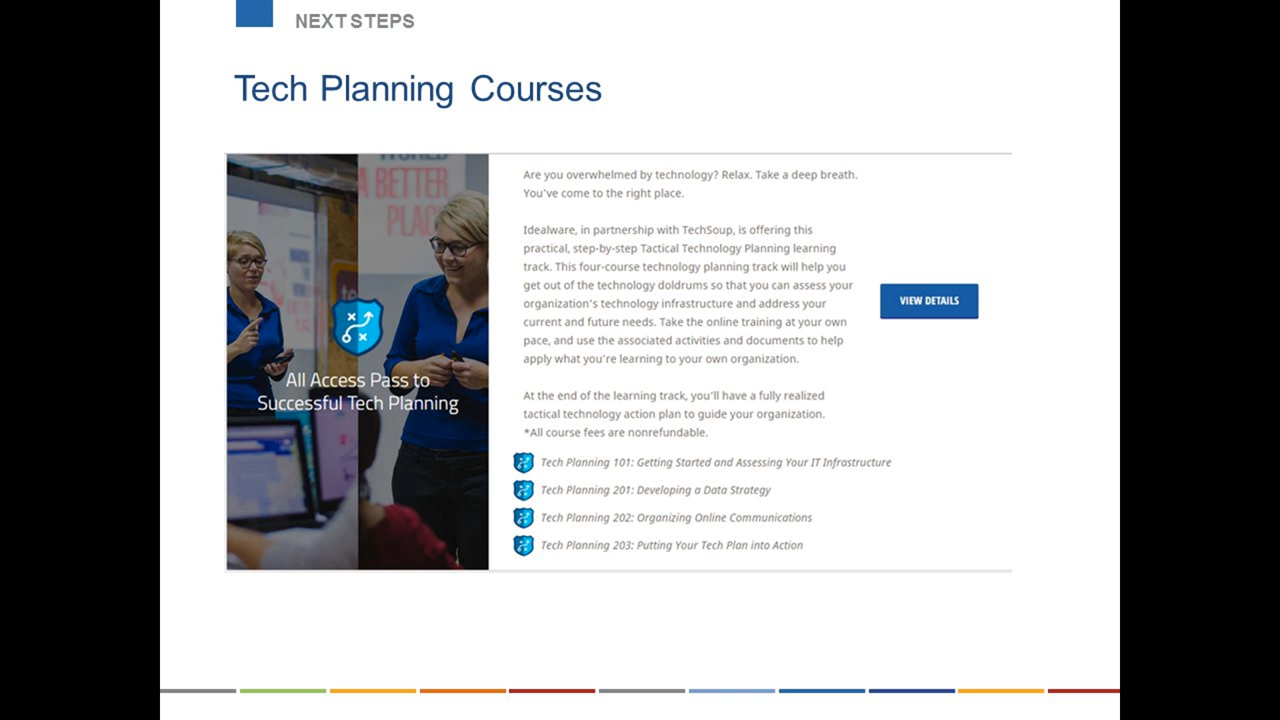 NEXT STEPS
Tech Planning Courses
A BETTER
All Access Pass to
Successful Tech Planning
Are you overwhelmed by technology? Relax. Take a deep breath.
You've come to the right place.
Idealware, in partnership with TechSoup, is offering this
practical, step-by-step Tactical Technology Planning learning
track. This four-course technology planning track will help you
get out of the technology doldrums so that you can assess your
organization's technology infrastructure and address your
current and future needs. Take the online training at your own
pace, and use the associated activities and documents to help
apply what you're learning to your own organization.
At the end of the learning track, you'll have a fully realized
tactical technology action plan to guide your organization.
*All course fees are nonrefundable.
VIEW DETAILS
Tech Planning 101: Getting Started and Assessing Your IT Infrastructure
Tech Planning 201: Developing a Data Strategy
Tech Planning 202: Organizing Online Communications
Tech Planning 203: Putting Your Tech Plan into Action